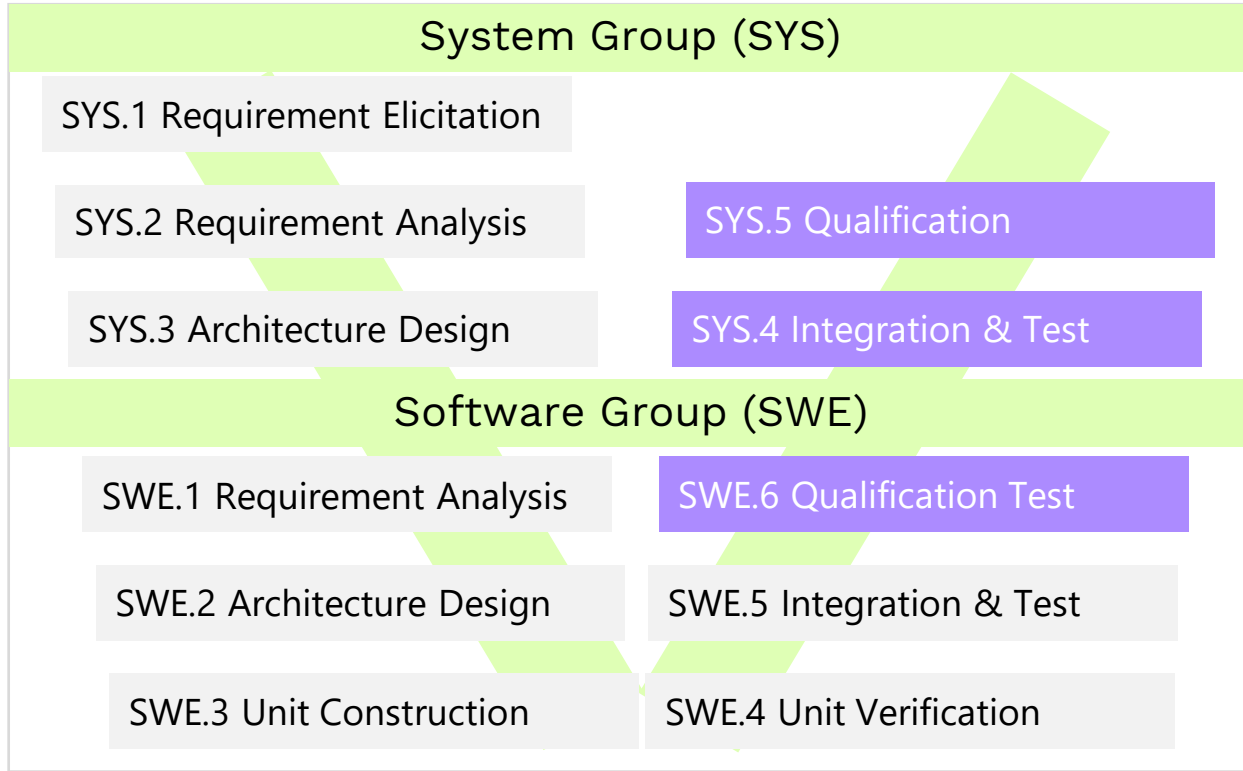 System Group (SYS)
SYS.1 Requirement Elicitation
SYS.2 Requirement Analysis
SYS.5 Qualification
SYS.3 Architecture Design
SYS.4 Integration & Test
Software Group (SWE)
SWE.1 Requirement Analysis
SWE.6 Qualification Test
SWE.2 Architecture Design
SWE.5 Integration & Test
SWE.3 Unit Construction
SWE.4 Unit Verification